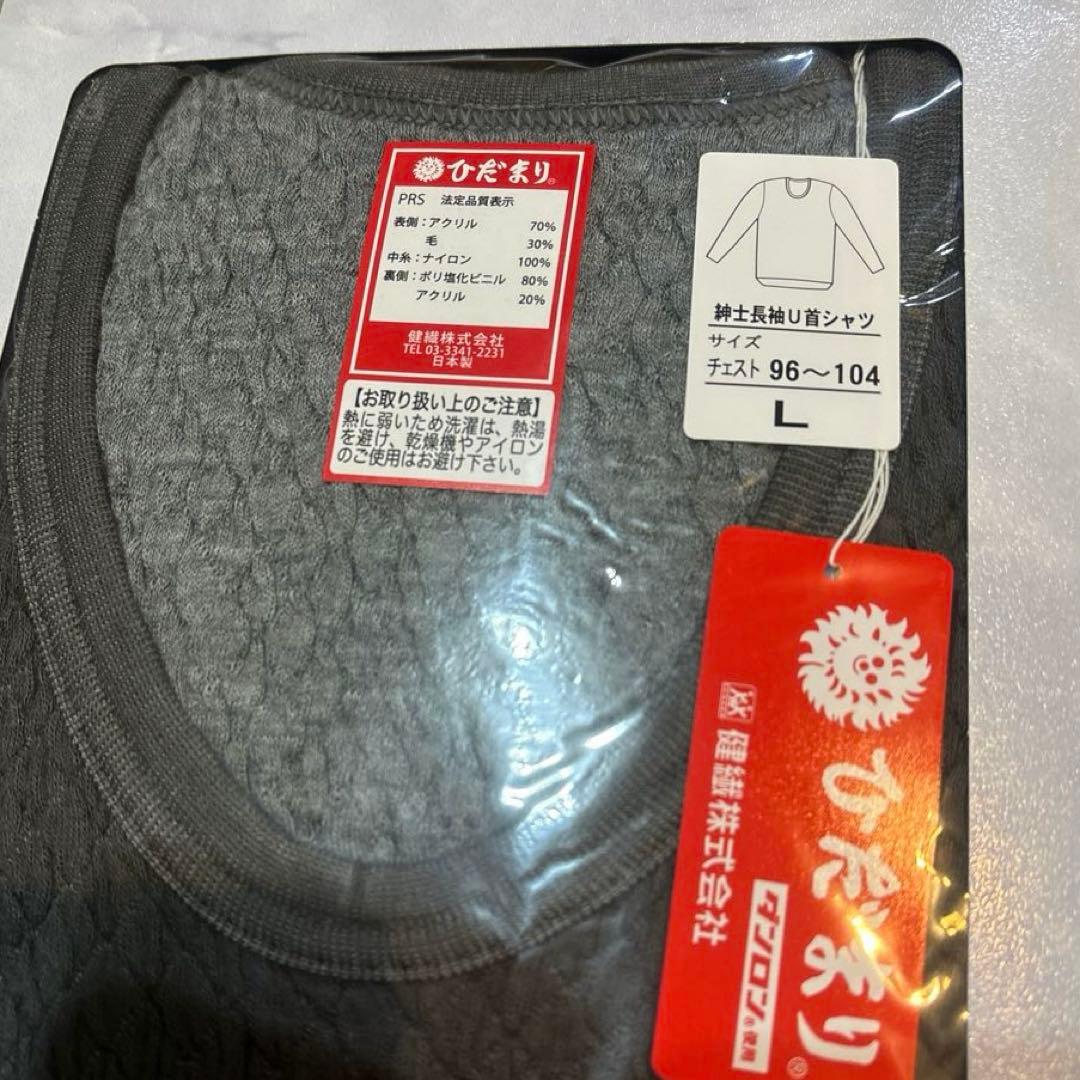 ひだまり®
PRS 法定品質表示
表側：アクリル 70%
毛 30%
中糸：ナイロン 100%
裏側：ポリ塩化ビニル 80%
アクリル 20%
健繊株式会社
TEL 03-3341-2231
日本製
【お取り扱い上のご注意】
熱に弱いため洗濯は、熱湯
を避け、乾燥機やアイロン
のご使用はお避け下さい。
紳士長袖U首シャツ
サイズ
チェスト 96〜104
L
ひだまり®
健繊株式会社
ダンロン®使用